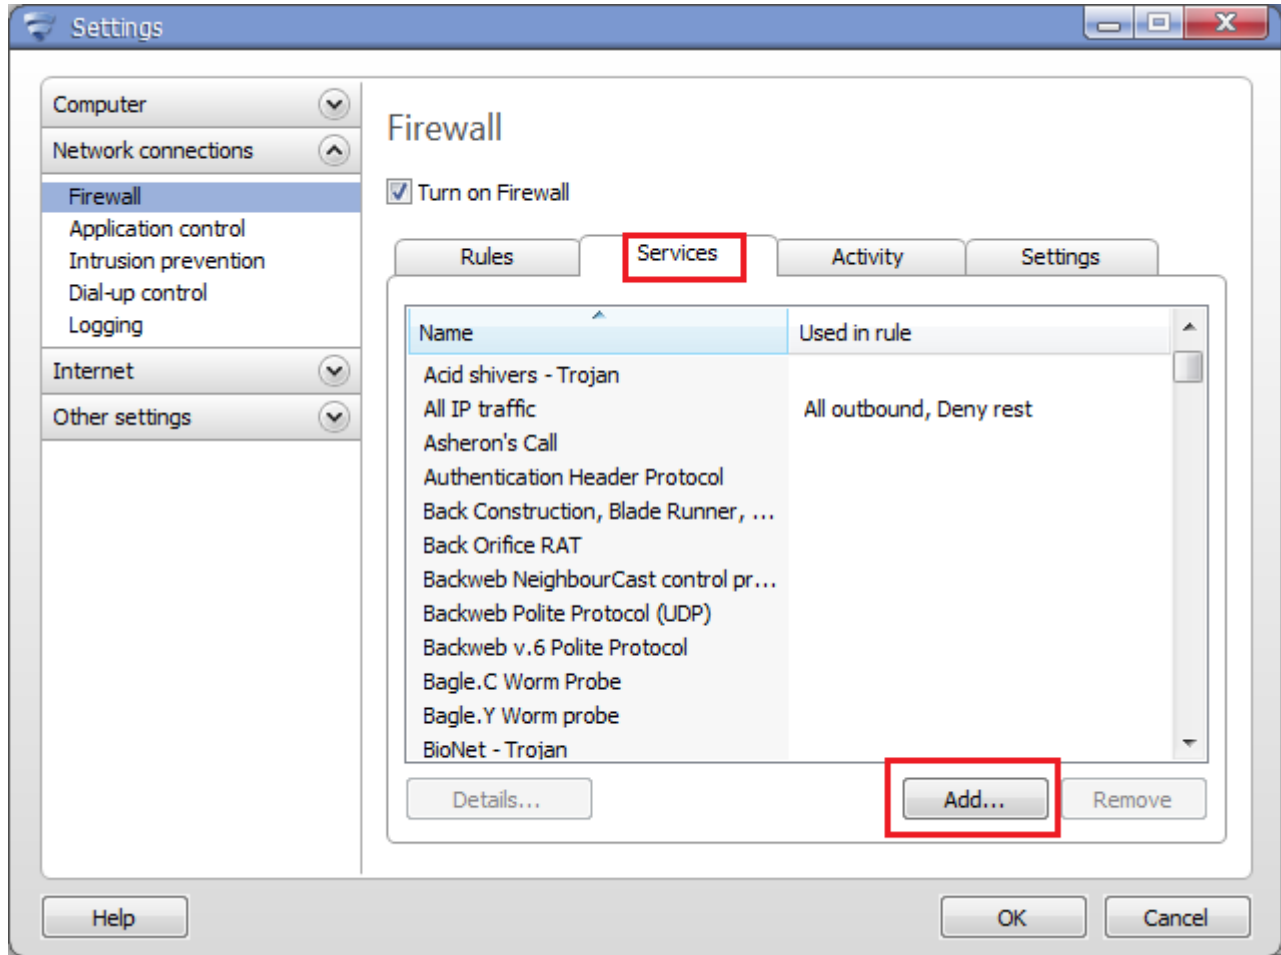 Settings
Computer
Network connections
Firewall
Application control
Intrusion prevention
Dial-up control
Logging
Internet
Other settings
Firewall
Turn on Firewall
Rules Services Activity Settings
Name Used in rule
Acid shivers - Trojan
All IP traffic All outbound, Deny rest
Asheron's Call
Authentication Header Protocol
Back Construction, Blade Runner, ...
Back Orifice RAT
Backweb NeighbourCast control pr...
Backweb Polite Protocol (UDP)
Backweb v.6 Polite Protocol
Bagle.C Worm Probe
Bagle.Y Worm probe
BioNet - Trojan
Details... Add... Remove
Help OK Cancel